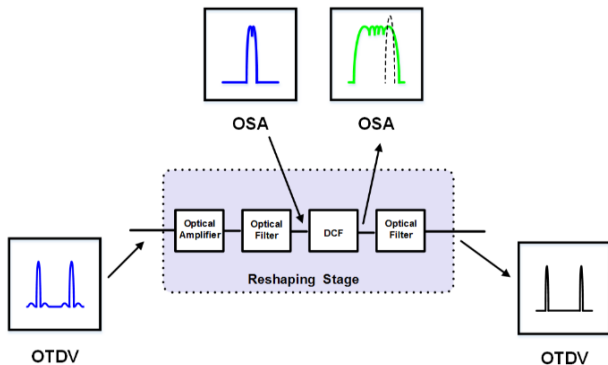 OSA
OSA
Optical
Amplifier
Optical
Filter
DCF
Optical
Filter
Reshaping Stage
OTDV
OTDV